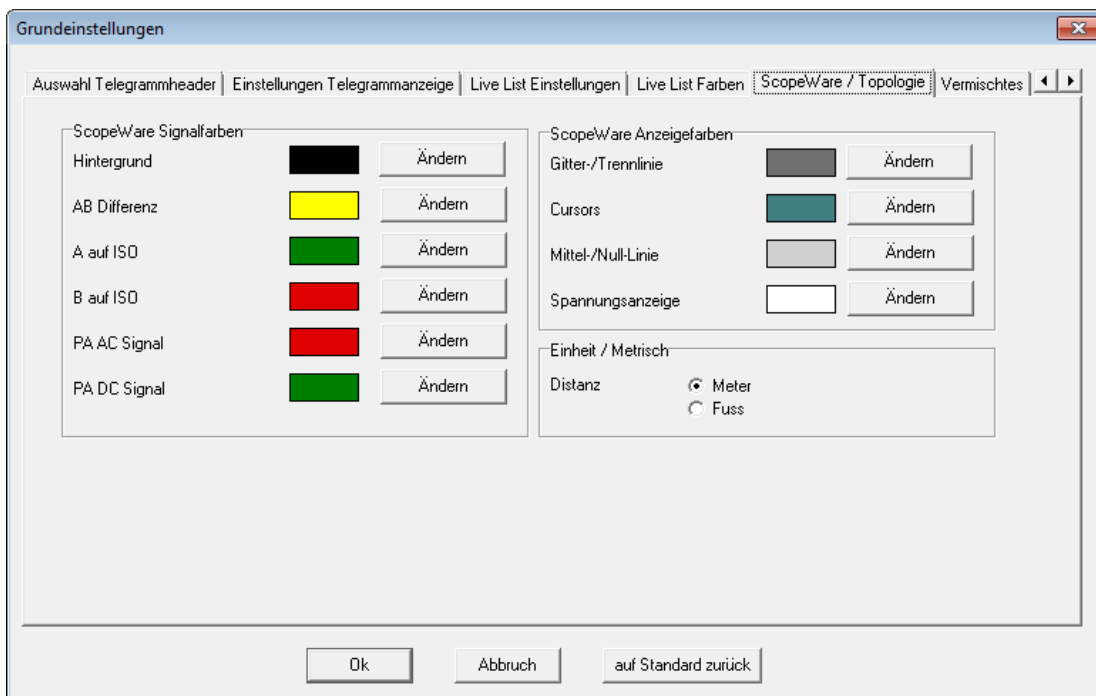 Grundeinstellungen
Auswahl Telegrammheader
Einstellungen Telegrammanzeige
Live List Einstellungen
Live List Farben
ScopeWare / Topologie
Vermischtes
ScopeWare Signalfarben
Hintergrund
Ändern
AB Differenz
Ändern
A auf ISO
Ändern
B auf ISO
Ändern
PA AC Signal
Ändern
PA DC Signal
Ändern
ScopeWare Anzeigefarben
Gitter-/Trennlinie
Ändern
Cursors
Ändern
Mittel-/Null-Linie
Ändern
Spannungsanzeige
Ändern
Einheit / Metrisch
Distanz
Meter
Fuss
Ok
Abbruch
auf Standard zurück